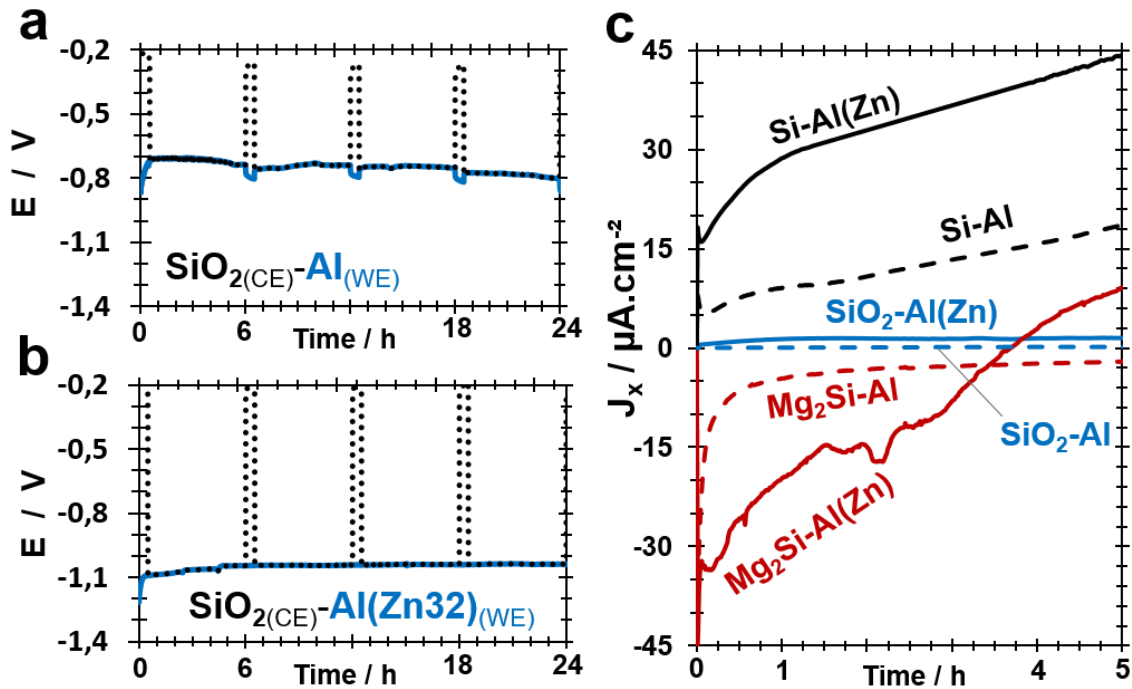 a
-0,2
-0,5
-0,8
-1,1
-1,4
E / V
SiO₂(CE)-Al(WE)
0
6
12
18
24
Time / h
b
-0,2
-0,5
-0,8
-1,1
-1,4
E / V
SiO₂(CE)-Al(Zn32)(WE)
0
6
12
18
24
Time / h
c
45
30
15
0
-15
-30
-45
Jₓ / µA.cm⁻²
Si-Al(Zn)
Si-Al
SiO₂-Al(Zn)
Mg₂Si-Al
SiO₂-Al
Mg₂Si-Al(Zn)
0
1
Time / h
4
5